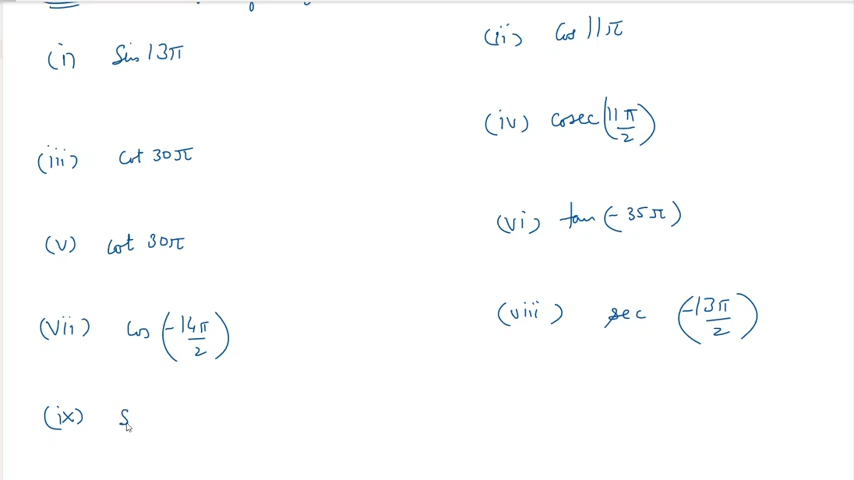 (i) Sin 13π
(ii) Cos 11π
(iii) Cot 30π
(iv) Cosec (11π/2)
(v) Cot 30π
(vi) tan (-35π)
(vii) Cos (-14π/2)
(viii) sec (-13π/2)
(ix) S